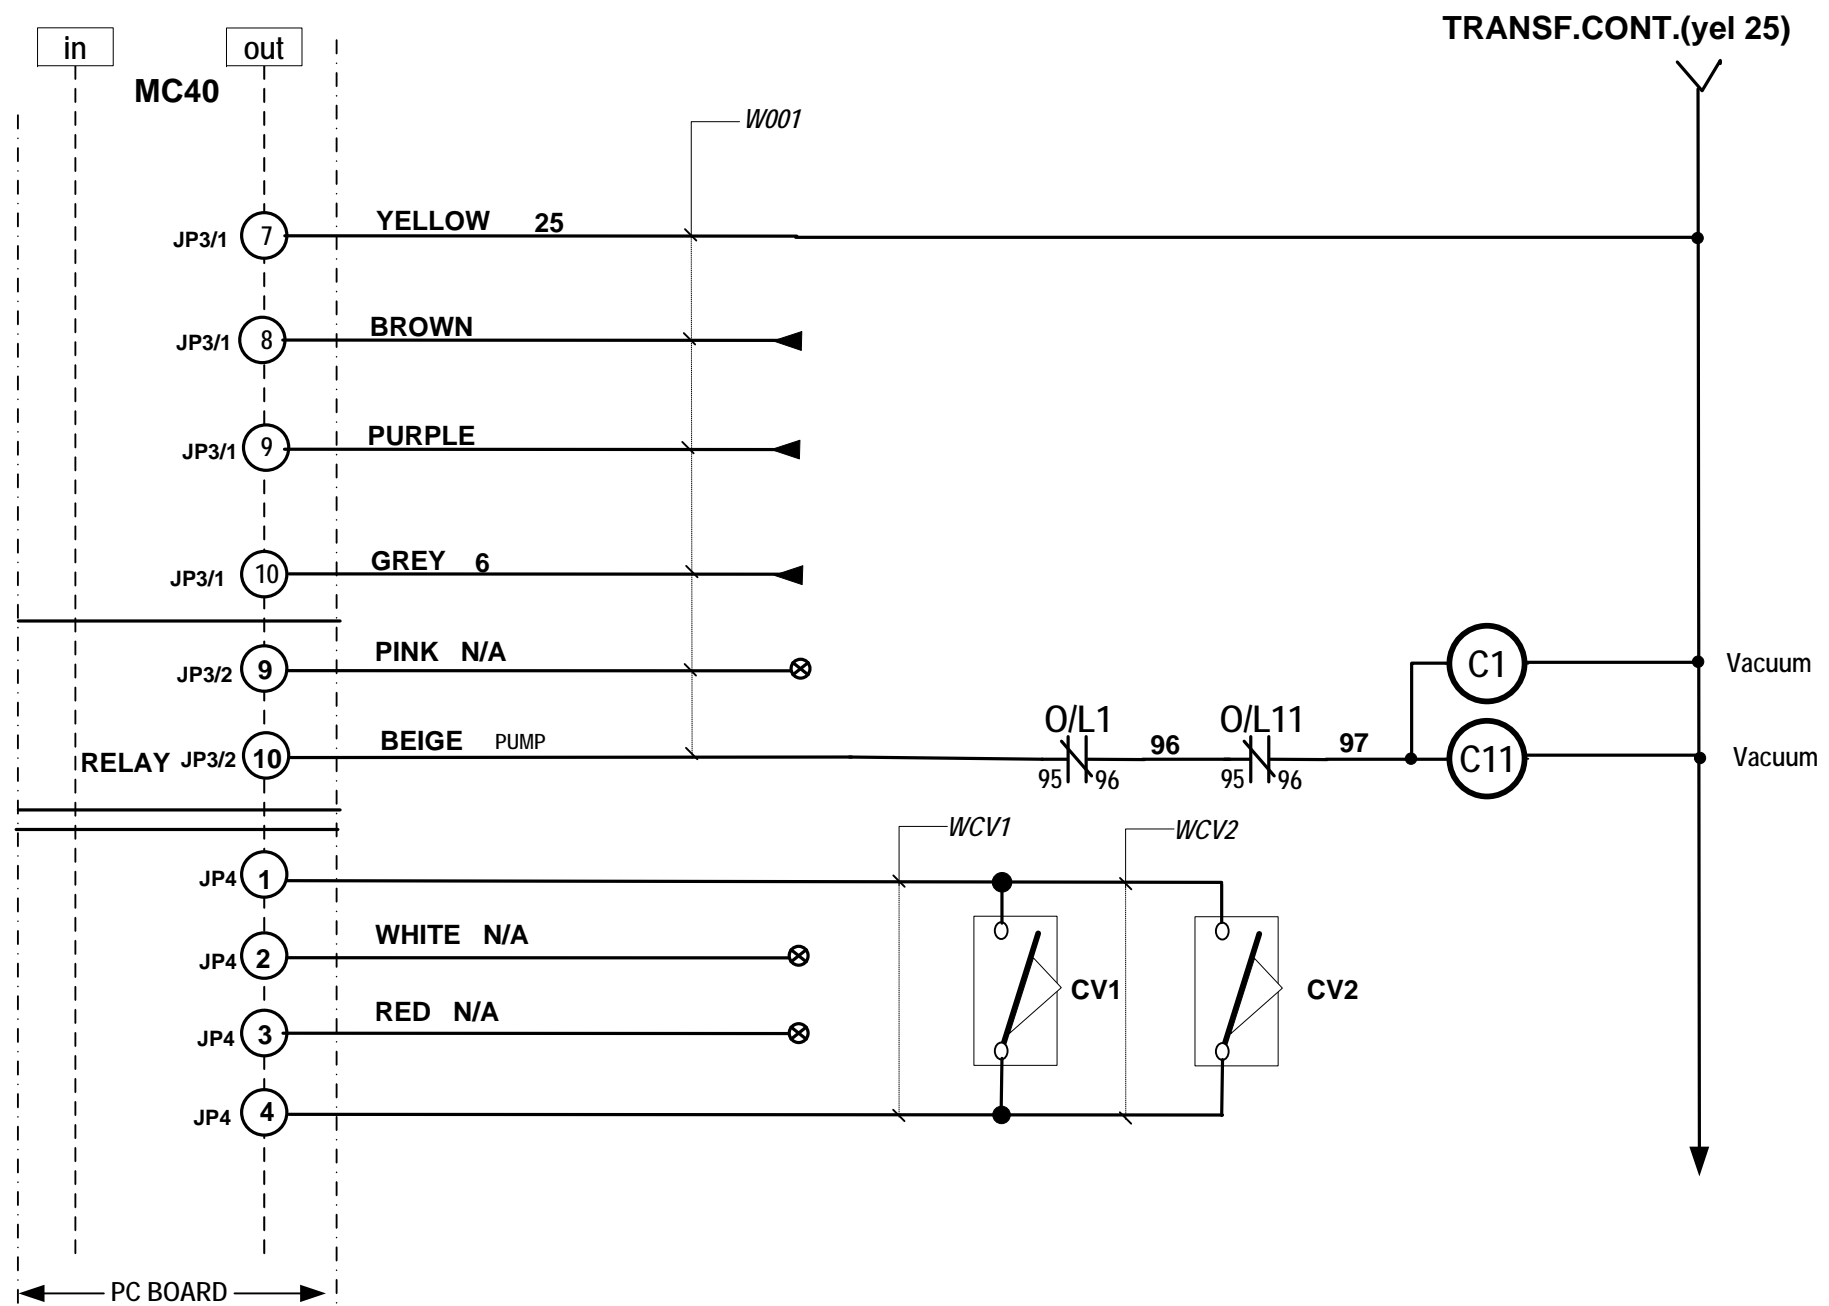 TRANSF.CONT.(yel 25)
in
out
MC40
W001
YELLOW 25
JP3/1 7
BROWN
JP3/1 8
PURPLE
JP3/1 9
GREY 6
JP3/1 10
PINK N/A
JP3/2 9
C1
Vacuum
O/L1
O/L11
BEIGE PUMP
96
97
RELAY JP3/2 10
C11
Vacuum
95 96
95 96
WCV1
WCV2
JP4 1
WHITE N/A
JP4 2
CV1
CV2
RED N/A
JP4 3
JP4 4
PC BOARD